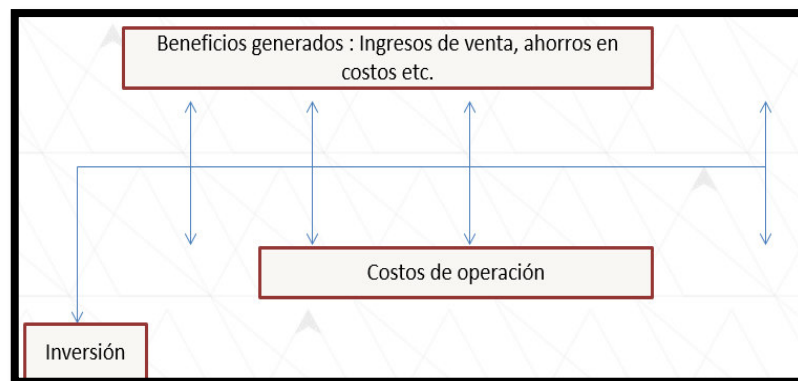 Beneficios generados : Ingresos de venta, ahorros en
costos etc.
Costos de operación
Inversión